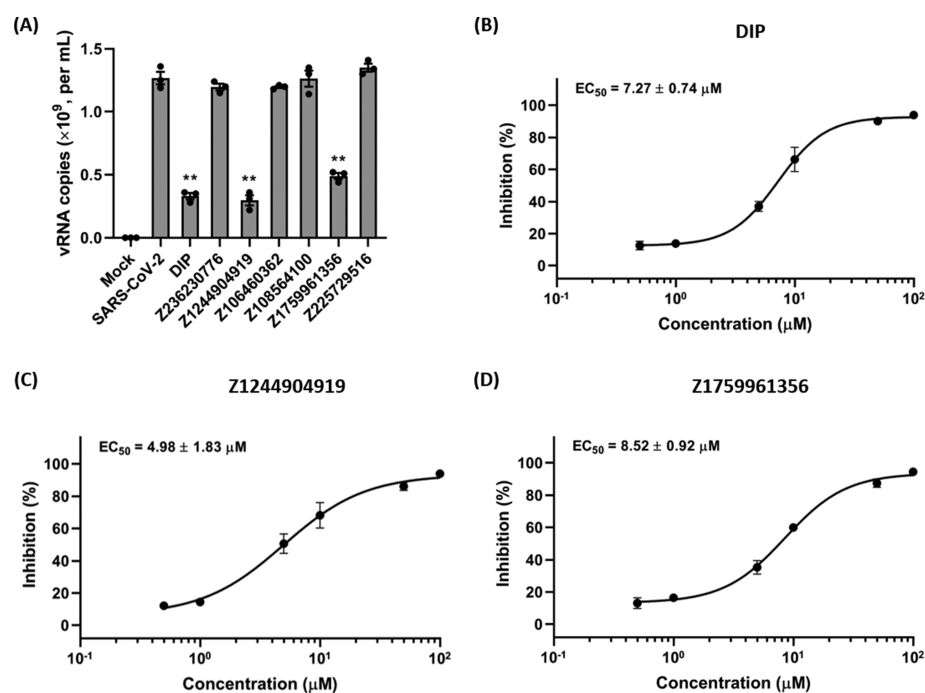 (A)
vRNA copies (×10⁹, per mL)
1.5
1.0
0.5
0.0
**
**
**
Mock
SARS-CoV-2
DIP
Z236230776
Z1244904919
Z106460362
Z108564100
Z1759961356
Z225729516
(B)
DIP
EC₅₀ = 7.27 ± 0.74 μM
Inhibition (%)
100
80
60
40
20
0
10⁻¹
10⁰
10¹
10²
Concentration (μM)
(C)
Z1244904919
EC₅₀ = 4.98 ± 1.83 μM
Inhibition (%)
100
80
60
40
20
0
10⁻¹
10⁰
10¹
10²
Concentration (μM)
(D)
Z1759961356
EC₅₀ = 8.52 ± 0.92 μM
Inhibition (%)
100
80
60
40
20
0
10⁻¹
10⁰
10¹
10²
Concentration (μM)